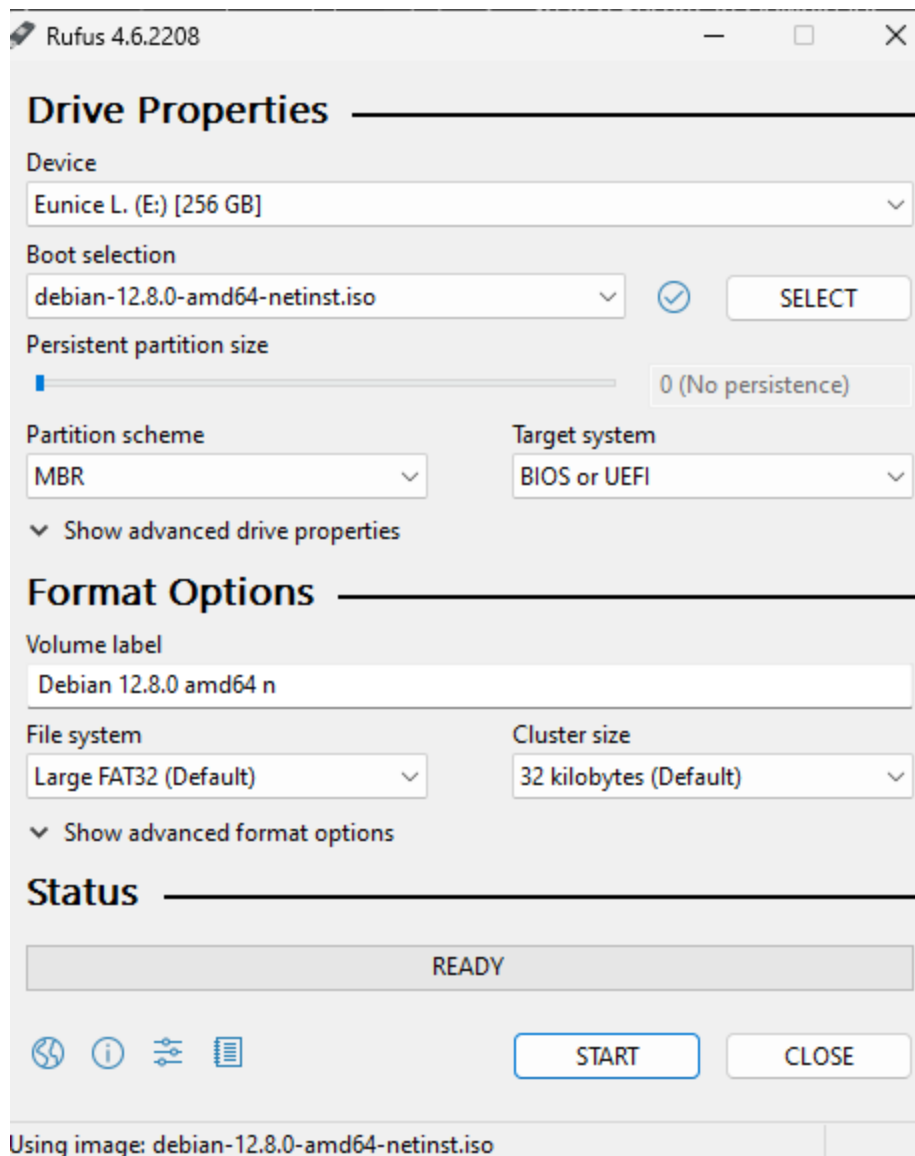 Rufus 4.6.2208
Drive Properties
Device
Eunice L. (E:) [256 GB]
Boot selection
debian-12.8.0-amd64-netinst.iso
SELECT
Persistent partition size
0 (No persistence)
Partition scheme
Target system
MBR
BIOS or UEFI
Show advanced drive properties
Format Options
Volume label
Debian 12.8.0 amd64 n
File system
Cluster size
Large FAT32 (Default)
32 kilobytes (Default)
Show advanced format options
Status
READY
START
CLOSE
Using image: debian-12.8.0-amd64-netinst.iso